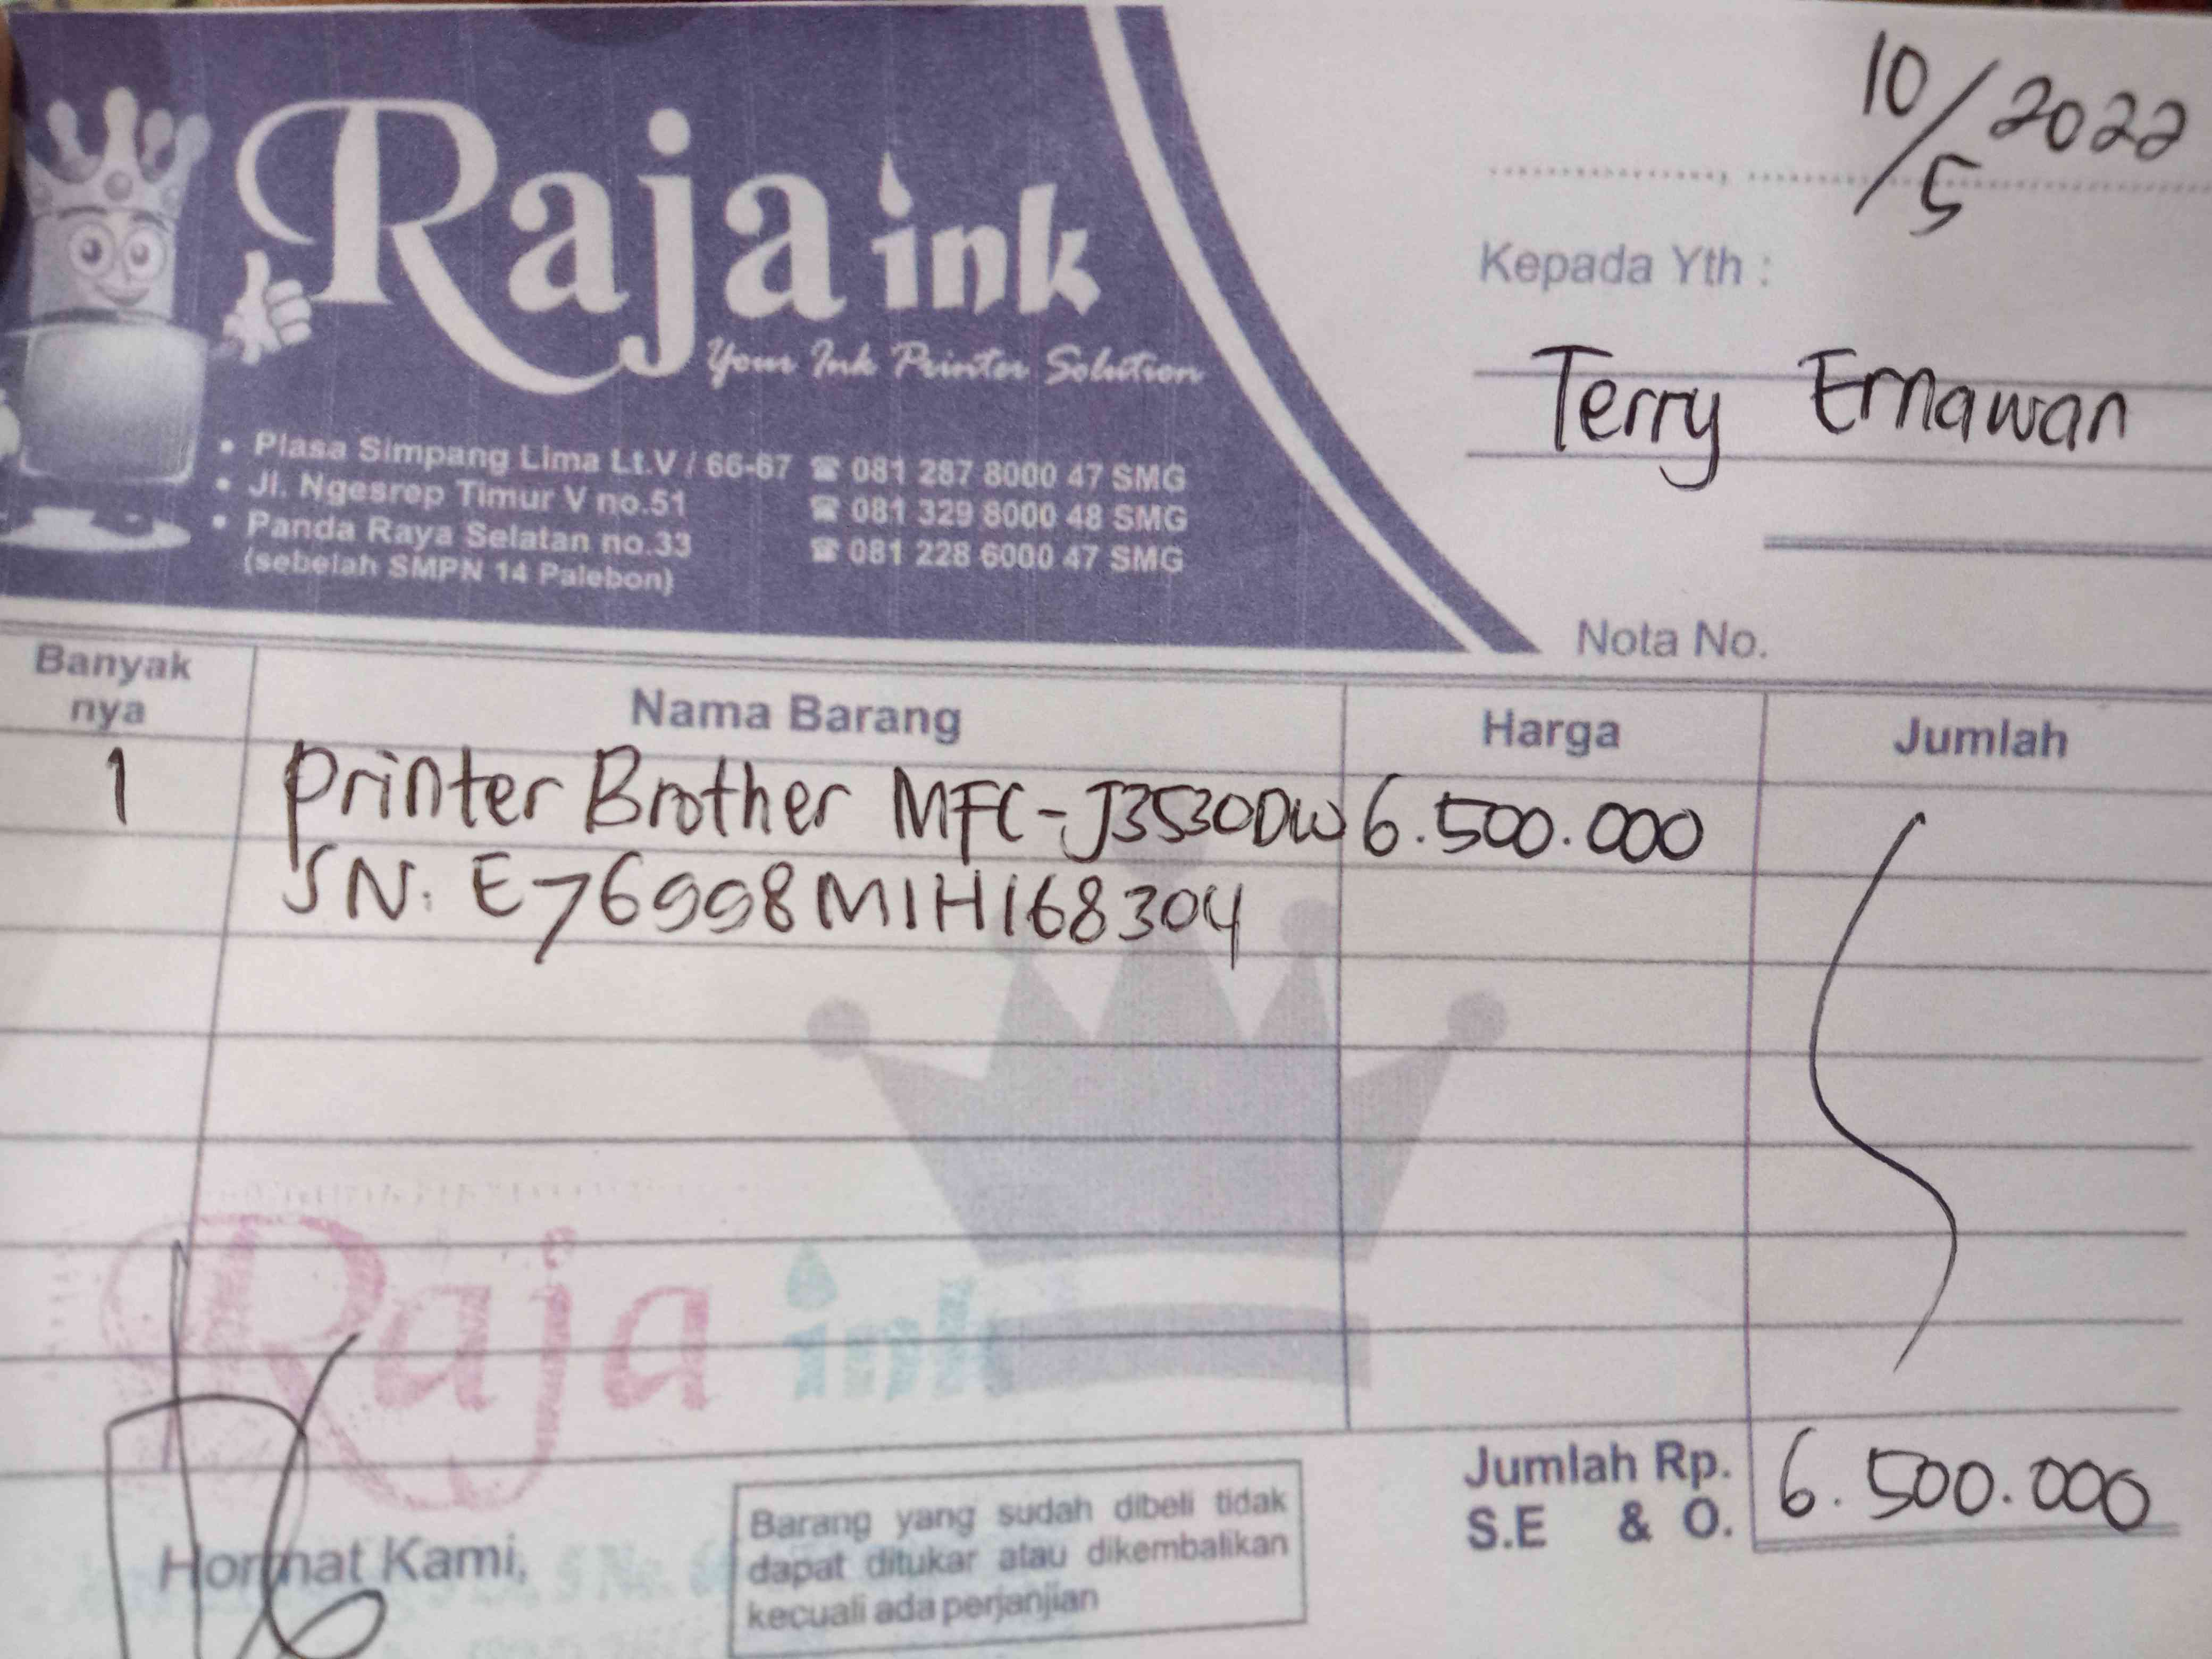 Raja ink
Your Ink Printer Solution
• Plasa Simpang Lima Lt.V / 66-67 ☎ 081 287 8000 47 SMG
• Jl. Ngesrep Timur V no.51 ☎ 081 329 8000 48 SMG
• Panda Raya Selatan no.33 ☎ 081 228 6000 47 SMG
(sebelah SMPN 14 Palebon)
10/5 2022
Kepada Yth :
Terry Ernawan
Nota No.
Banyak nya Nama Barang Harga Jumlah
1 Printer Brother MFC-J3530DW 6.500.000
SN. E76998M1H168304
Raja ink
Jumlah Rp. 6.500.000
S.E & O.
Hormat Kami,
Barang yang sudah dibeli tidak
dapat ditukar atau dikembalikan
kecuali ada perjanjian